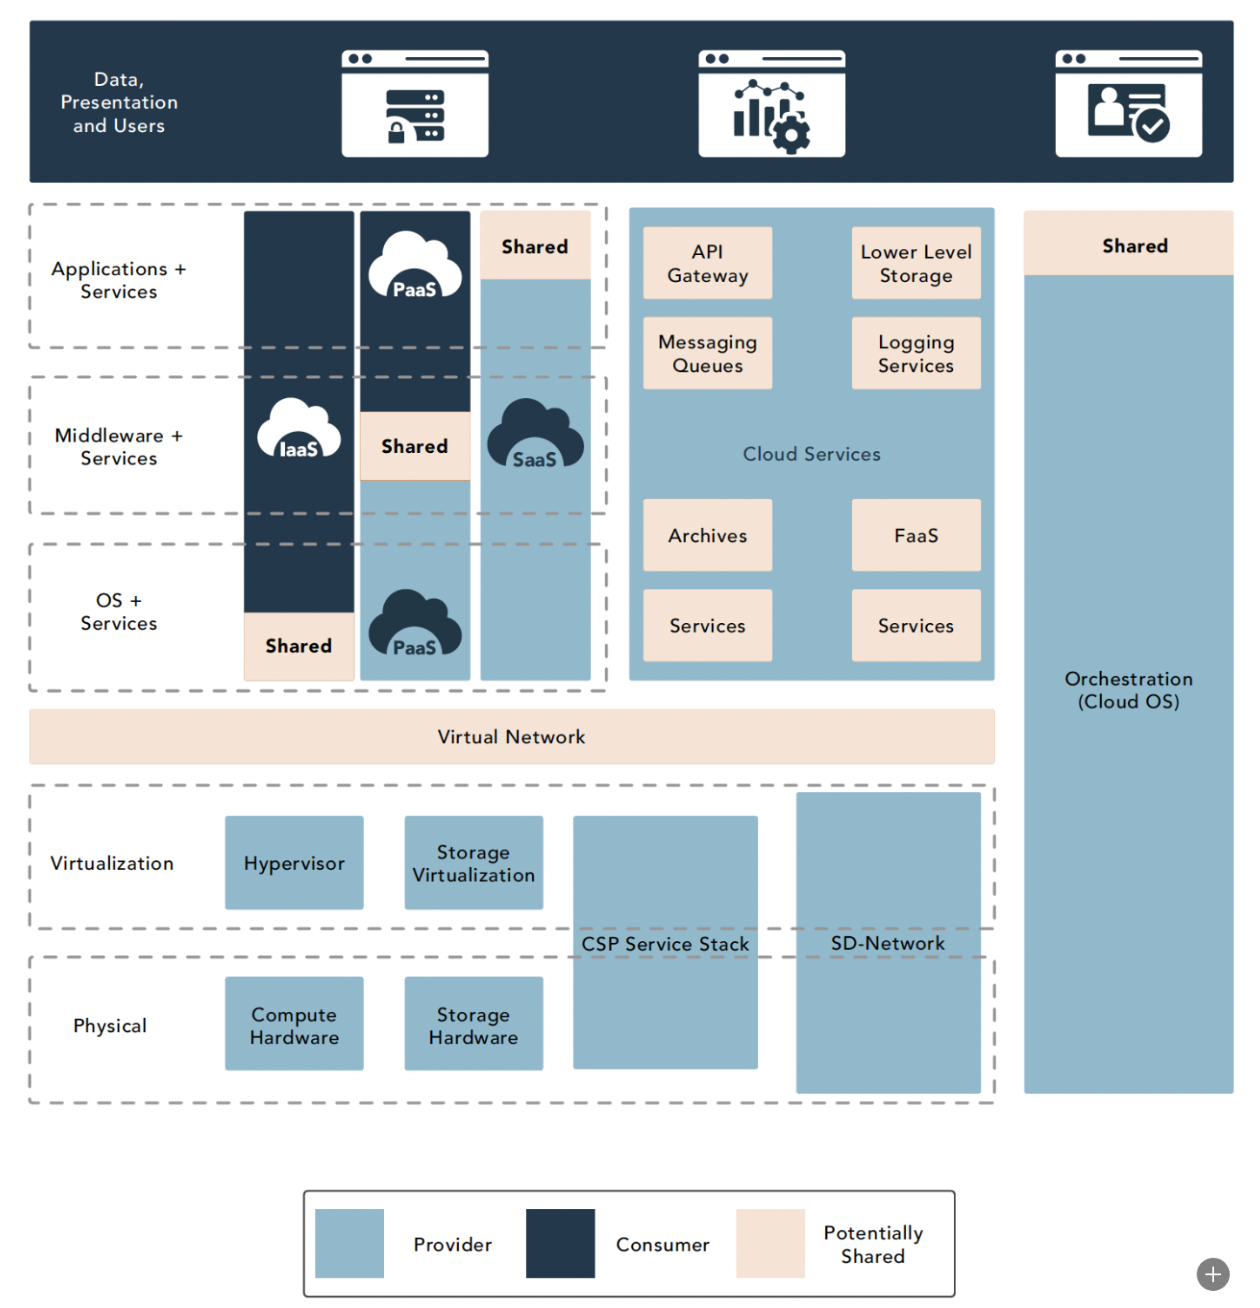 Data,
Presentation
and Users
Applications +
Services
PaaS
Shared
API
Gateway
Lower Level
Storage
Shared
Messaging
Queues
Logging
Services
Middleware +
Services
IaaS
Shared
SaaS
Cloud Services
Archives
FaaS
OS +
Services
Shared
PaaS
Services
Services
Orchestration
(Cloud OS)
Virtual Network
Virtualization
Hypervisor
Storage
Virtualization
CSP Service Stack
SD-Network
Physical
Compute
Hardware
Storage
Hardware
Provider
Consumer
Potentially
Shared